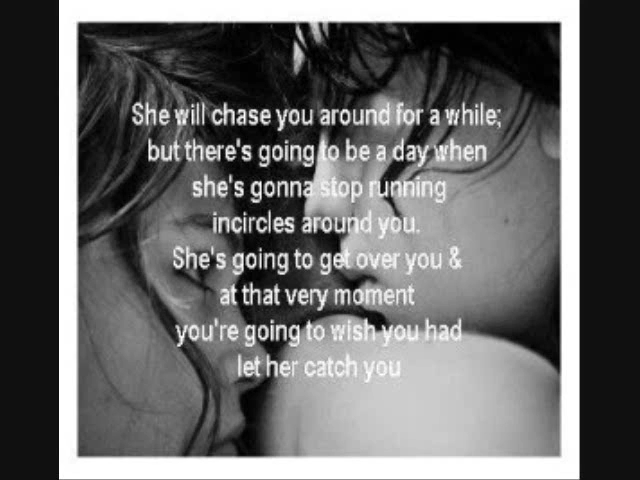 She will chase you around for a while;
but there's going to be a day when
she's gonna stop running
incircles around you.
She's going to get over you &
at that very moment
you're going to wish you had
let her catch you